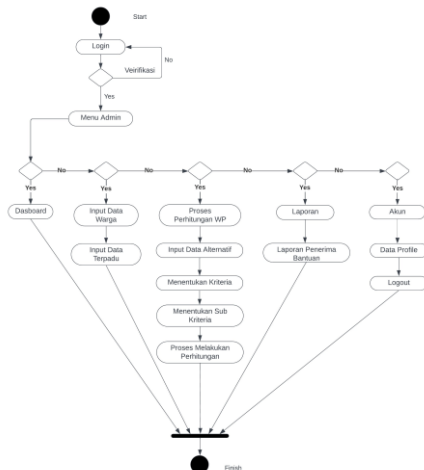 Start
Login
No
Veirifikasi
Yes
Menu Admin
No
No
No
No
Yes
Yes
Yes
Yes
Yes
Dasboard
Input Data
Warga
Proses
Perhitungan WP
Laporan
Akun
Input Data
Terpadu
Input Data Alternatif
Laporan Penerima
Bantuan
Data Profile
Menentukan Kriteria
Logout
Menentukan Sub
Kriteria
Proses Melakukan
Perhitungan
Finish